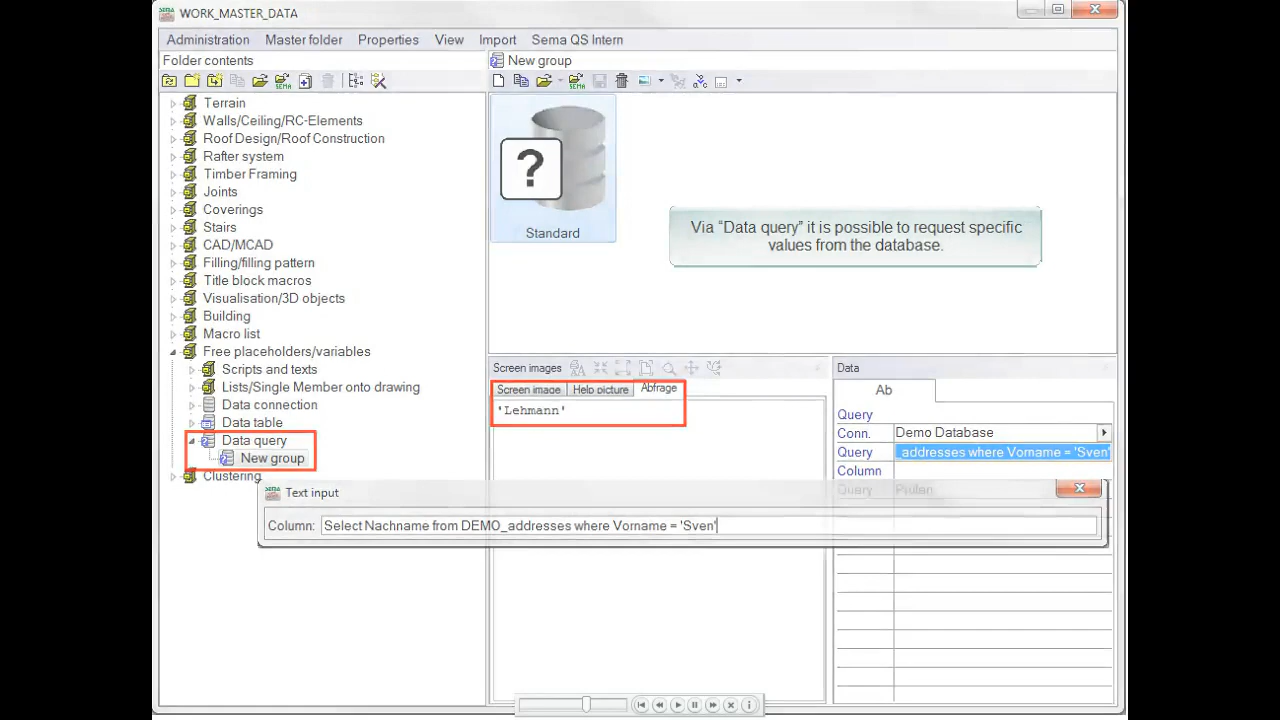 WORK_MASTER_DATA
Administration Master folder Properties View Import Sema QS Intern
Folder contents
New group
Terrain
Walls/Ceiling/RC-Elements
Roof Design/Roof Construction
Rafter system
Timber Framing
Joints
Coverings
Stairs
CAD/MCAD
Filling/filling pattern
Title block macros
Visualisation/3D objects
Building
Macro list
Free placeholders/variables
Scripts and texts
Lists/Single Member onto drawing
Data connection
Data table
Data query
New group
Clustering
?
Standard
Via “Data query” it is possible to request specific
values from the database.
Screen images
Screen image Help picture Abfrage
'Lehmann'
Data
Ab
Query
Conn. Demo Database
Query _addresses where Vorname = 'Sven'
Column
Query Prüfen
SEMA Text input
Column: Select Nachname from DEMO_addresses where Vorname = 'Sven'